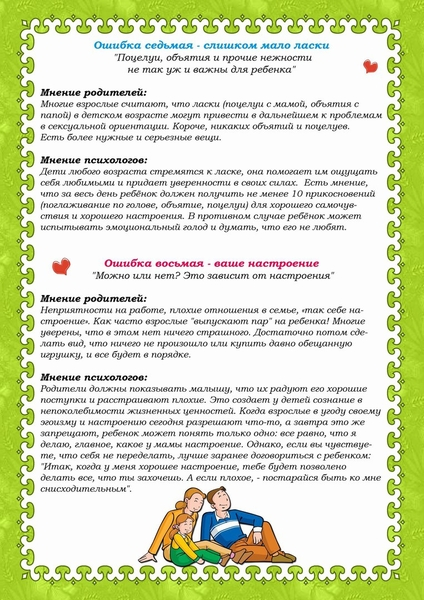 Ошибка седьмая - слишком мало ласки
"Поцелуи, объятия и прочие нежности
не так уж и важны для ребенка"
Мнение родителей:
Многие взрослые считают, что ласки (поцелуи с мамой, объятия с
папой) в детском возрасте могут привести в дальнейшем к проблемам
в сексуальной ориентации. Короче, никаких объятий и поцелуев.
Есть более нужные и серьезные вещи.
Мнение психологов:
Дети любого возраста стремятся к ласке, она помогает им ощущать
себя любимыми и придает уверенности в своих силах. Есть мнение,
что за весь день ребёнок должен получить не менее 10 прикосновений
(поглаживание по голове, объятие, поцелуи) для хорошего самочув-
ствия и хорошего настроения. В противном случае ребёнок может
испытывать эмоциональный голод и думать, что его не любят.
Ошибка восьмая - ваше настроение
"Можно или нет? Это зависит от настроения"
Мнение родителей:
Неприятности на работе, плохие отношения в семье, «так себе на-
строение». Как часто взрослые "выпускают пар" на ребенка! Многие
уверены, что в этом нет ничего страшного. Достаточно потом сде-
лать вид, что ничего не произошло или купить давно обещанную
игрушку, и все будет в порядке.
Мнение психологов:
Родители должны показывать малышу, что их радуют его хорошие
поступки и расстраивают плохие. Это создает у детей сознание в
непоколебимости жизненных ценностей. Когда взрослые в угоду своему
эгоизму и настроению сегодня разрешают что-то, а завтра это же
запрещают, ребенок может понять только одно: все равно, что я
делаю, главное, какое у мамы настроение. Однако, если вы чувствуе-
те, что себя не переделать, лучше заранее договориться с ребенком:
"Итак, когда у меня хорошее настроение, тебе будет позволено
делать все, что ты захочешь. А если плохое, - постарайся быть ко мне
снисходительным".